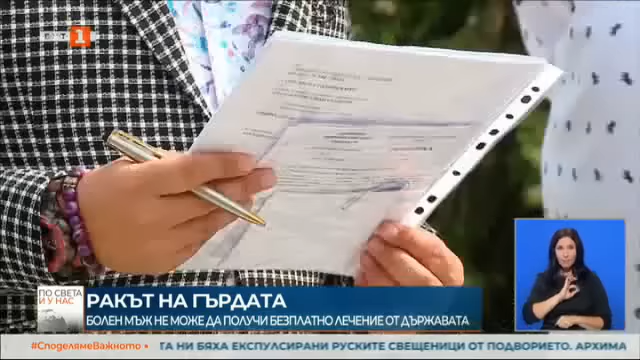 БНТ 1
ПО СВЕТА
И У НАС
РАКЪТ НА ГЪРДАТА
БОЛЕН МЪЖ НЕ МОЖЕ ДА ПОЛУЧИ БЕЗПЛАТНО ЛЕЧЕНИЕ ОТ ДЪРЖАВАТА
#СподелямеВажното
ТА НИ БЯХА ЕКСПУЛСИРАНИ РУСКИТЕ СВЕЩЕНИЦИ ОТ ПОДВОРИЕТО. АРХИМА